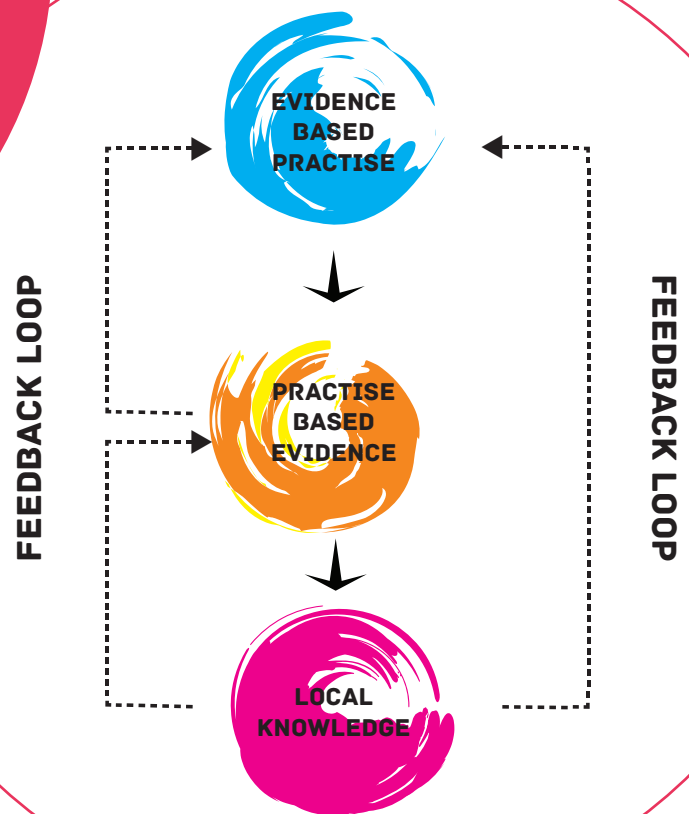 EVIDENCE
BASED
PRACTISE
FEEDBACK LOOP
FEEDBACK LOOP
PRACTISE
BASED
EVIDENCE
LOCAL
KNOWLEDGE